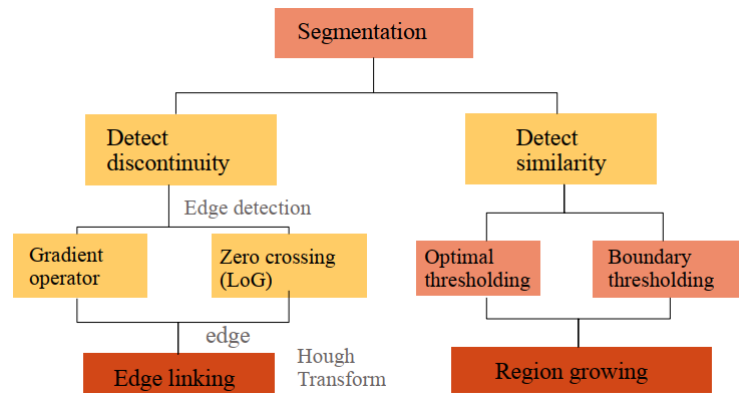 Segmentation
Detect
discontinuity
Detect
similarity
Edge detection
Gradient
operator
Zero crossing
(LoG)
Optimal
thresholding
Boundary
thresholding
edge
Edge linking
Hough
Transform
Region growing